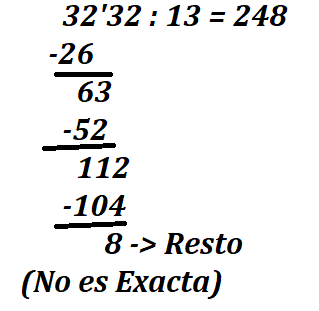 32'32 : 13 = 248
-26
63
-52
112
-104
8 -> Resto
(No es Exacta)